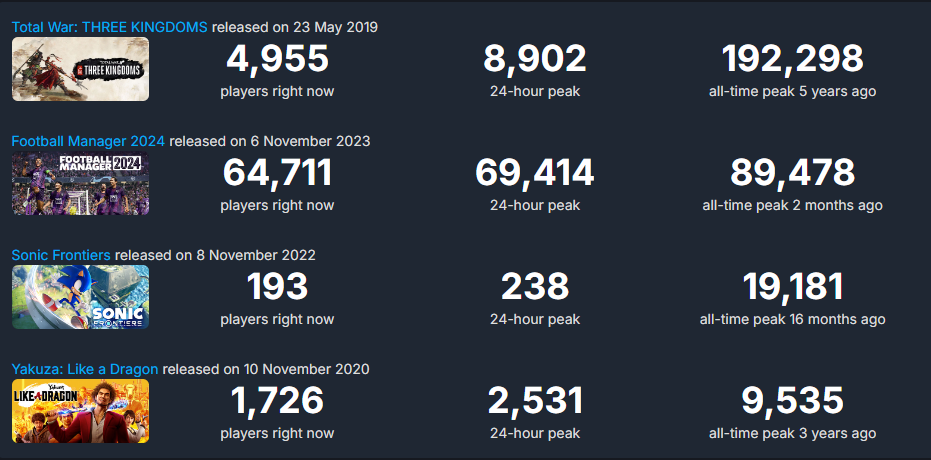 Total War: THREE KINGDOMS released on 23 May 2019
TOTAL WAR
THREE KINGDOMS
4,955 8,902 192,298
players right now 24-hour peak all-time peak 5 years ago
Football Manager 2024 released on 6 November 2023
FOOTBALL
MANAGER 2024
64,711 69,414 89,478
players right now 24-hour peak all-time peak 2 months ago
Sonic Frontiers released on 8 November 2022
SONIC
FRONTIERS
193 238 19,181
players right now 24-hour peak all-time peak 16 months ago
Yakuza: Like a Dragon released on 10 November 2020
Yakuza
LIKE A DRAGON
1,726 2,531 9,535
players right now 24-hour peak all-time peak 3 years ago